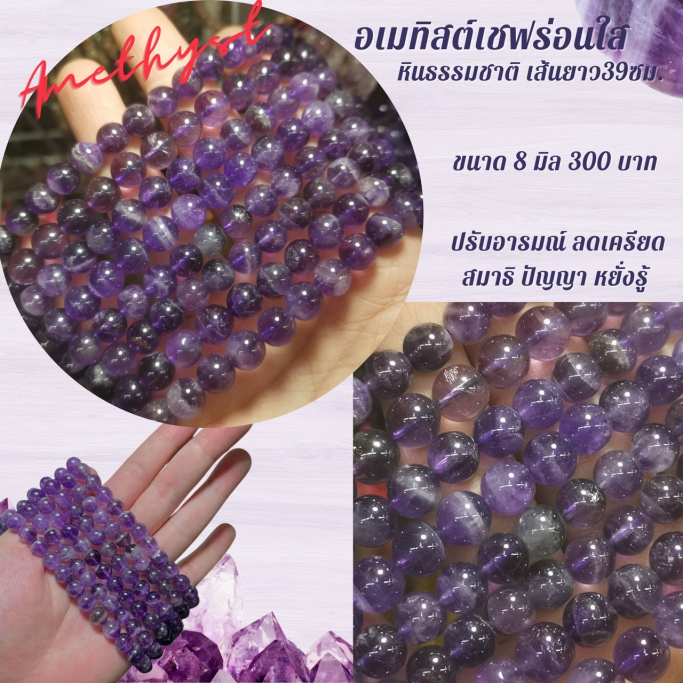 Amethyst
อเมทิสต์เชฟร่อนใส
หินธรรมชาติ เส้นยาว39ซม.
ขนาด 8 มิล 300 บาท
ปรับอารมณ์ ลดเครียด
สมาธิ ปัญญา หยั่งรู้